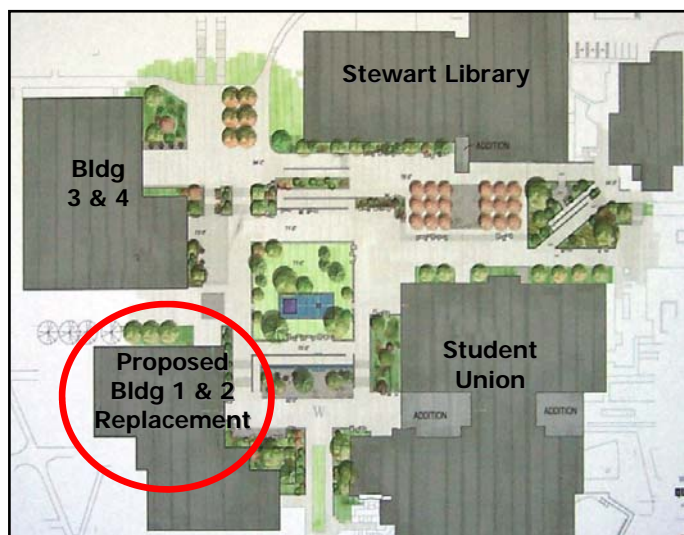 Stewart Library
ADDITION
Bldg
3 & 4
Proposed
Bldg 1 & 2
Replacement
Student
Union
ADDITION
ADDITION
W